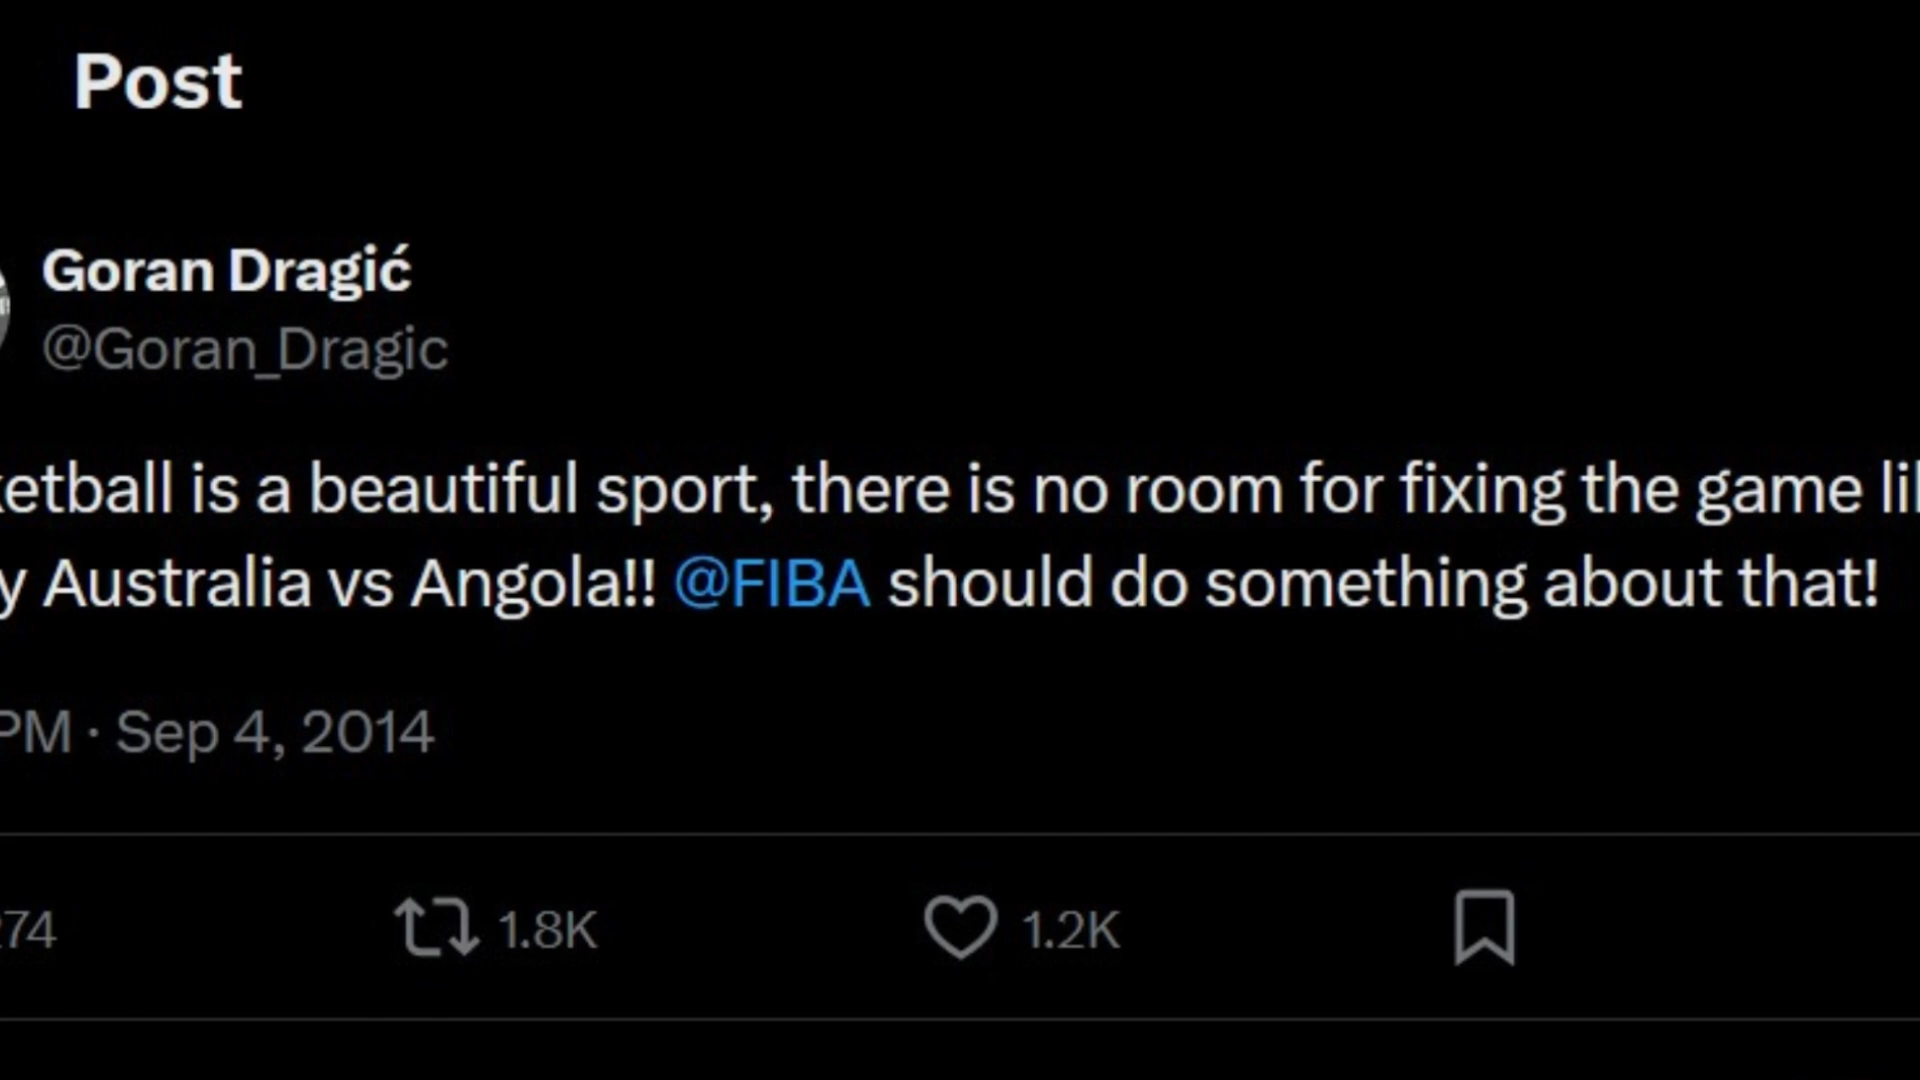 Post
Goran Dragić
@Goran_Dragic
etball is a beautiful sport, there is no room for fixing the game
y Australia vs Angola!! @FIBA should do something about that!
PM · Sep 4, 2014
74
1.8K
1.2K